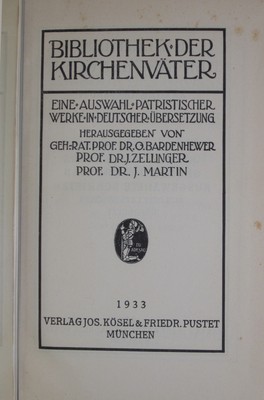 BIBLIOTHEK·DER
KIRCHENVÄTER
EINE·AUSWAHL·PATRISTISCHER
WERKE·IN·DEUTSCHER·ÜBERSETZUNG
HERAUSGEGEBEN VON
GEH:RAT. PROF. DR. O. BARDENHEWER
PROF. DR. J. ZELLINGER
PROF. DR. J. MARTIN
1933
VERLAG JOS. KÖSEL & FRIEDR. PUSTET
MÜNCHEN